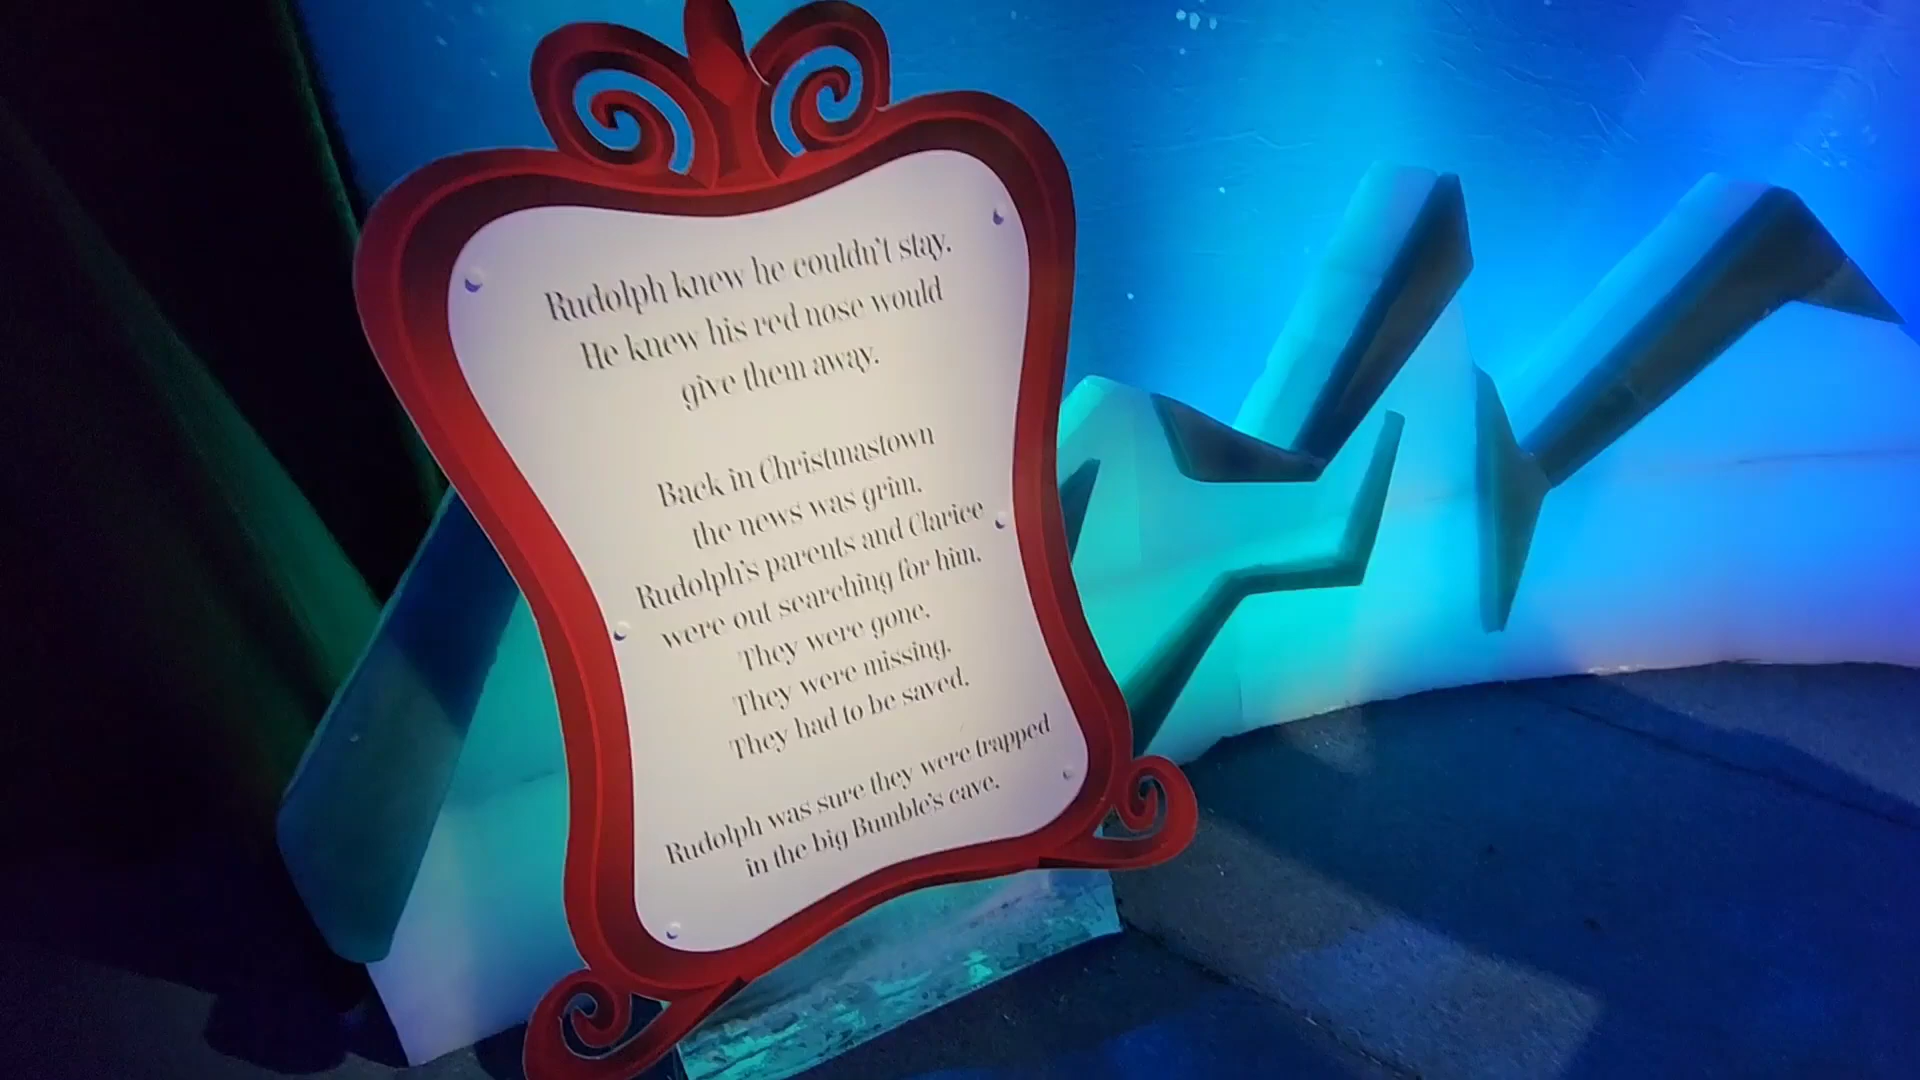 Rudolph knew he couldn't stay.
He knew his red nose would
give them away.
Back in Christmastown
the news was grim.
Rudolph's parents and Clarice
were out searching for him.
They were gone.
They were missing.
They had to be saved.
Rudolph was sure they were trapped
in the big Bumble's cave.